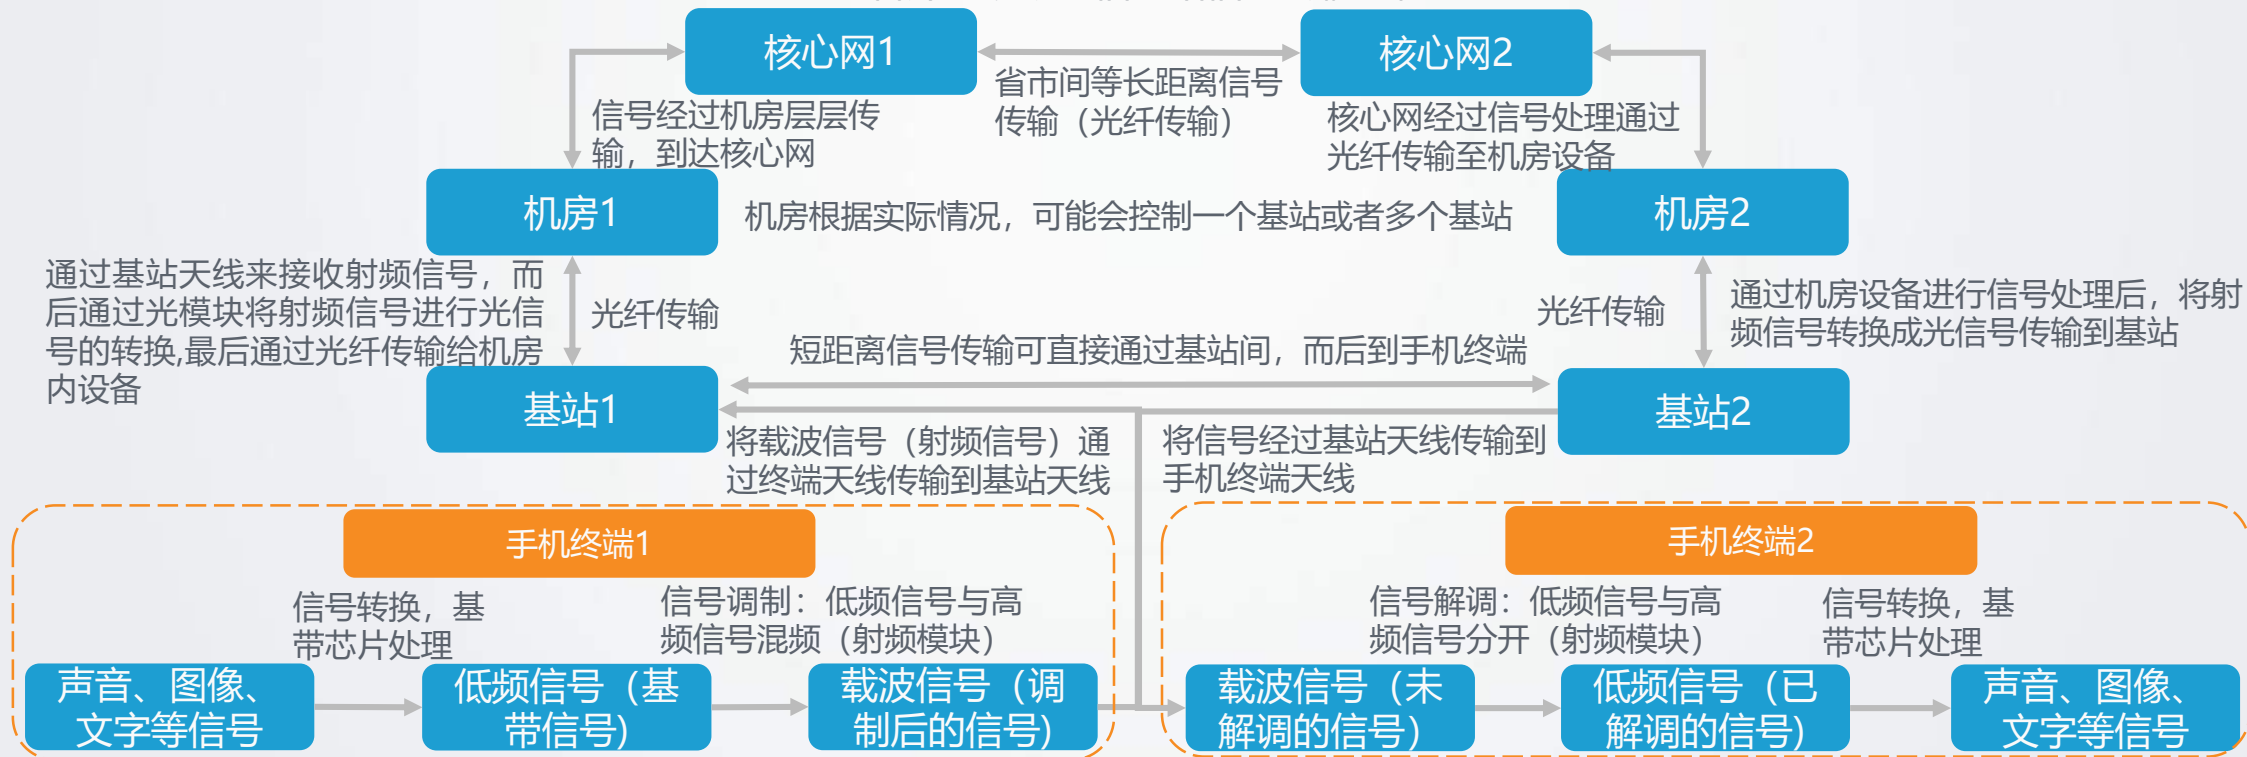 核心网1
核心网2
省市间等长距离信号
传输（光纤传输）
信号经过机房层层传
输，到达核心网
核心网经过信号处理通过
光纤传输至机房设备
机房1
机房根据实际情况，可能会控制一个基站或者多个基站
机房2
通过基站天线来接收射频信号，而
后通过光模块将射频信号进行光信
号的转换,最后通过光纤传输给机房
内设备
光纤传输
光纤传输
通过机房设备进行信号处理后，将射
频信号转换成光信号传输到基站
短距离信号传输可直接通过基站间，而后到手机终端
基站1
基站2
将载波信号（射频信号）通
过终端天线传输到基站天线
将信号经过基站天线传输到
手机终端天线
手机终端1
信号转换，基
带芯片处理
信号调制：低频信号与高
频信号混频（射频模块）
声音、图像、
文字等信号
低频信号（基
带信号)
载波信号（调
制后的信号)
手机终端2
信号解调：低频信号与高
频信号分开（射频模块）
信号转换，基
带芯片处理
载波信号（未
解调的信号）
低频信号（已
解调的信号)
声音、图像、
文字等信号